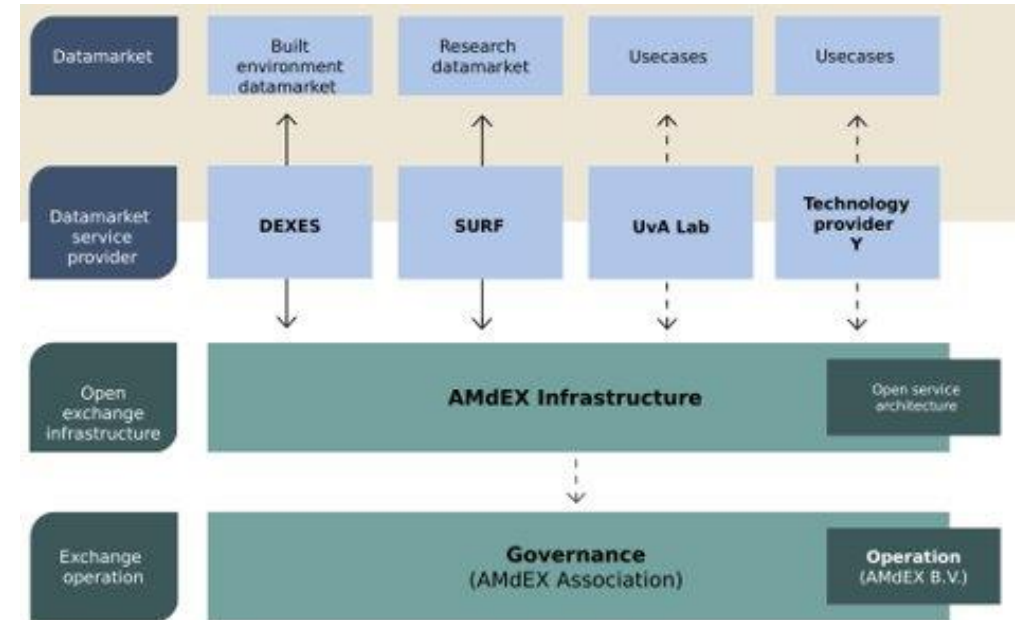 Datamarket
Built
environment
datamarket
Research
datamarket
Usecases
Usecases
Datamarket
service
provider
DEXES
SURF
UvA Lab
Technology
provider
Y
Open
exchange
infrastructure
AMdEX Infrastructure
Open service
architecture
Exchange
operation
Governance
(AMdEX Association)
Operation
(AMdEX B.V.)